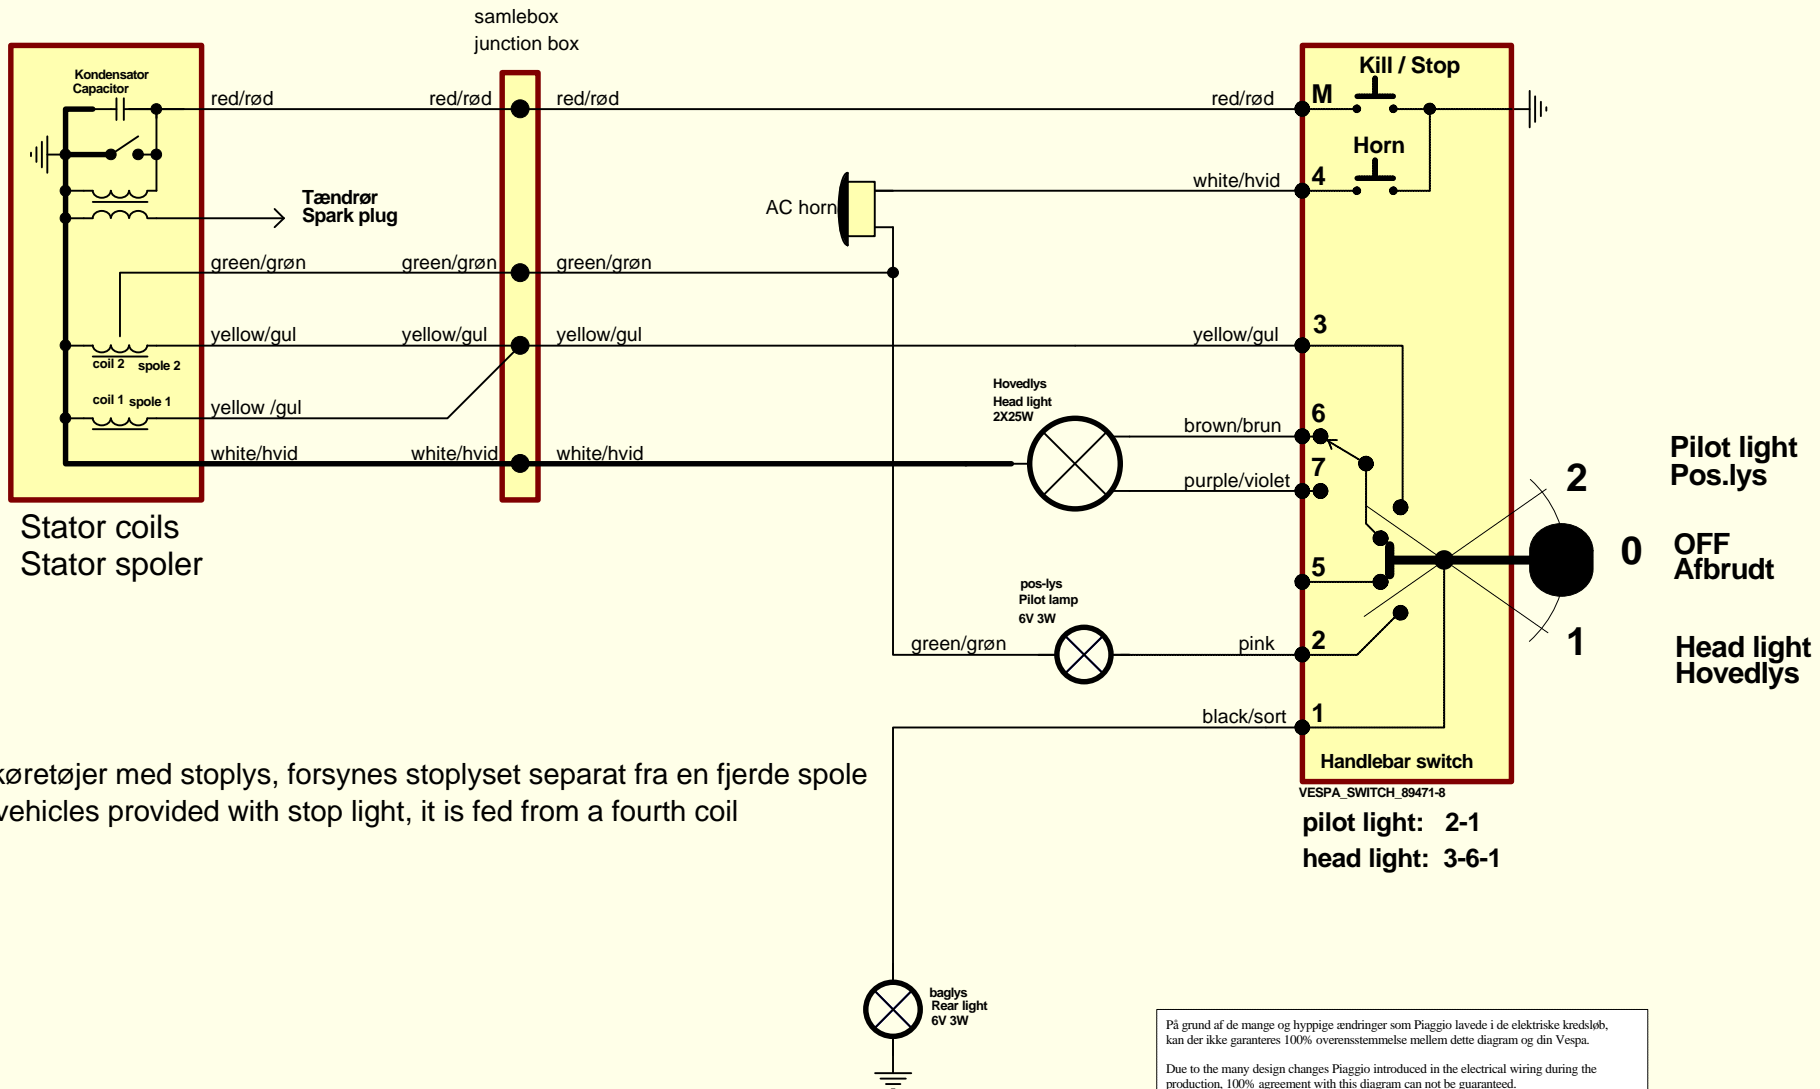 samlebox
junction box
Kondensator
Capacitor
red/rød
red/rød
red/rød
red/rød
M
Kill / Stop
Horn
4
white/hvid
AC horn
Tændrør
Spark plug
green/grøn
green/grøn
green/grøn
yellow/gul
yellow/gul
yellow/gul
yellow/gul
3
coil 2 spole 2
coil 1 spole 1
yellow /gul
white/hvid
white/hvid
white/hvid
Hovedlys
Head light
2X25W
brown/brun
6
7
purple/violet
5
Stator coils
Stator spoler
pos-lys
Pilot lamp
6V 3W
green/grøn
pink
2
black/sort
1
Handlebar switch
2
Pilot light
Pos.lys
0
OFF
Afbrudt
1
Head light
Hovedlys
VESPA_SWITCH_89471-8
pilot light: 2-1
head light: 3-6-1
køretøjer med stoplys, forsynes stoplyset separat fra en fjerde spole
vehicles provided with stop light, it is fed from a fourth coil
baglys
Rear light
6V 3W
På grund af de mange og hyppige ændringer som Piaggio lavede i de elektriske kredsløb,
kan der ikke garanteres 100% overensstemmelse mellem dette diagram og din Vespa.
Due to the many design changes Piaggio introduced in the electrical wiring during the
production, 100% agreement with this diagram can not be guaranteed.